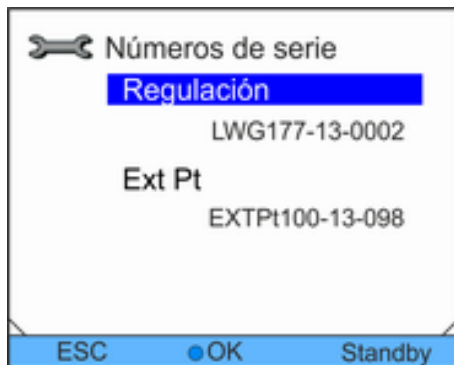 Números de serie
Regulación
LWG177-13-0002
Ext Pt
EXTPt100-13-098
ESC OK Standby